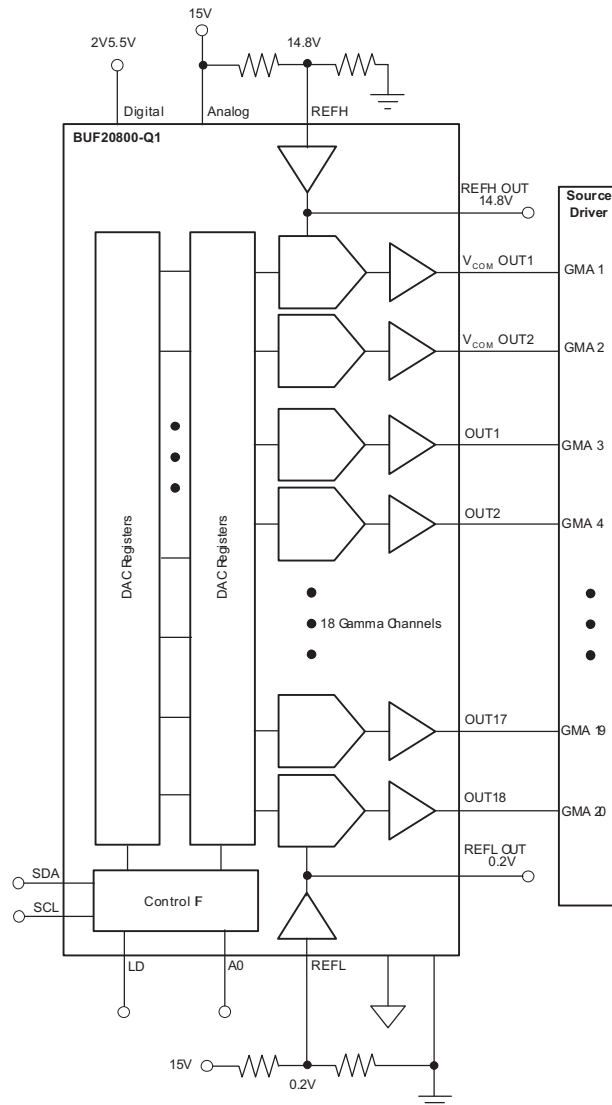 15V
2V5.5V
14.8V
Digital
Analog
REFH
BUF20800-Q1
REFH OUT
14.8V
Source
Driver
VCOM OUT1
GMA 1
VCOM OUT2
GMA 2
OUT1
GMA 3
OUT2
GMA 4
DAC Registers
DAC Registers
18 Gamma Channels
OUT17
GMA 19
OUT18
GMA 20
REFL OUT
0.2V
SDA
Control IF
SCL
LD
A0
REFL
15V
0.2V